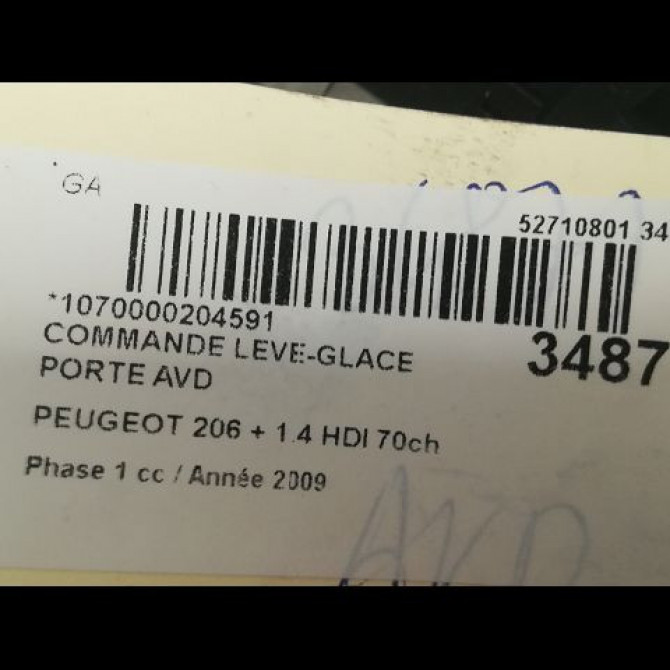 GA
52710801 34
*1070000204591
COMMANDE LEVE-GLACE
3487
PORTE AVD
PEUGEOT 206 + 1.4 HDI 70ch
Phase 1 cc / Année 2009
AVD